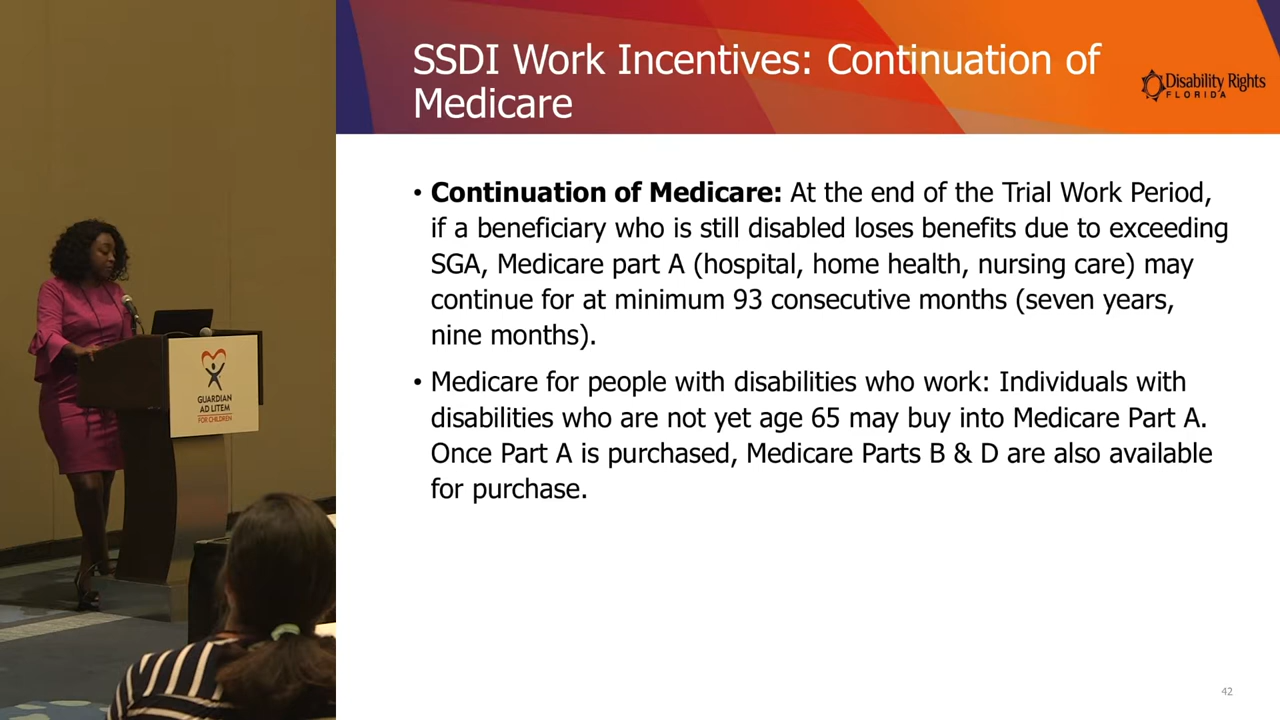 SSDI Work Incentives: Continuation of
Medicare
Disability Rights
FLORIDA
• Continuation of Medicare: At the end of the Trial Work Period,
if a beneficiary who is still disabled loses benefits due to exceeding
SGA, Medicare part A (hospital, home health, nursing care) may
continue for at minimum 93 consecutive months (seven years,
nine months).
• Medicare for people with disabilities who work: Individuals with
disabilities who are not yet age 65 may buy into Medicare Part A.
Once Part A is purchased, Medicare Parts B & D are also available
for purchase.
GUARDIAN
AD LITEM
FOR CHILDREN
42